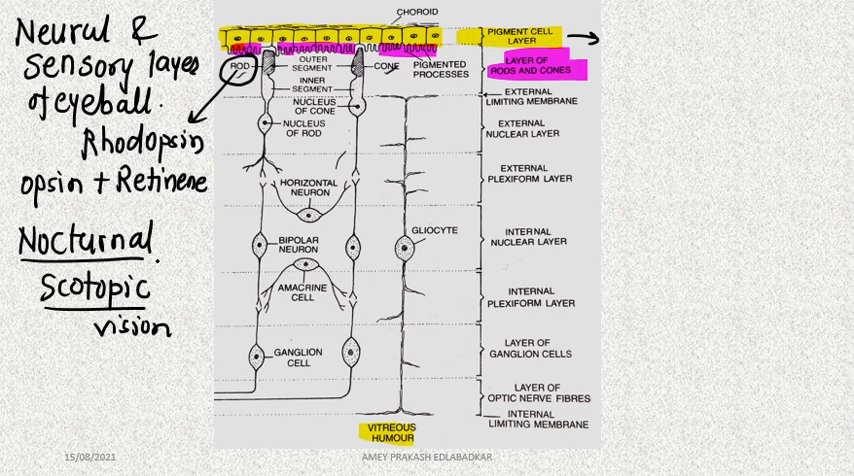 Neural &
sensory layes
of eyeball.
Rhodopsin
opsin + Retinene
Nocturnal.
Scotopic
vision
CHOROID
PIGMENT CELL
LAYER
ROD
OUTER
SEGMENT
CONE
PIGMENTED
PROCESSES
LAYER OF
RODS AND CONES
INNER
SEGMENT
NUCLEUS
OF CONE
EXTERNAL
LIMITING MEMBRANE
NUCLEUS
OF ROD
EXTERNAL
NUCLEAR LAYER
EXTERNAL
PLEXIFORM LAYER
HORIZONTAL
NEURON
GLIOCYTE
BIPOLAR
NEURON
INTERNAL
NUCLEAR LAYER
AMACRINE
CELL
INTERNAL
PLEXIFORM LAYER
GANGLION
CELL
LAYER OF
GANGLION CELLS
LAYER OF
OPTIC NERVE FIBRES
INTERNAL
LIMITING MEMBRANE
VITREOUS
HUMOUR
15/08/2021
AMEY PRAKASH EDLABADKAR